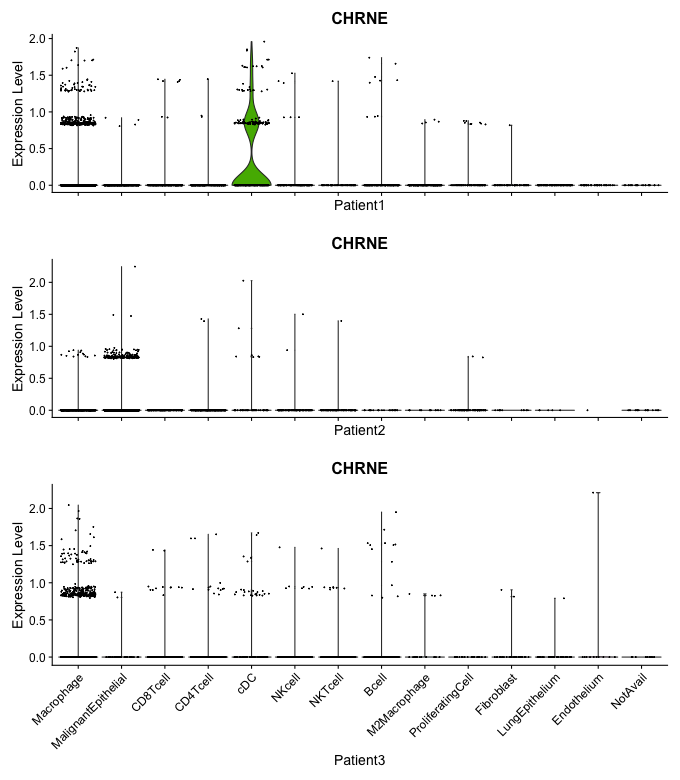 CHRNE
Expression Level
2.0
1.5
1.0
0.5
0.0
Patient1
CHRNE
Expression Level
2.0
1.5
1.0
0.5
0.0
Patient2
CHRNE
Expression Level
2.0
1.5
1.0
0.5
0.0
Macrophage
MalignantEpithelial
CD8Tcell
CD4Tcell
cDC
NKcell
NKTcell
Bcell
M2Macrophage
ProliferatingCell
Fibroblast
LungEpithelium
Endothelium
NotAvail
Patient3